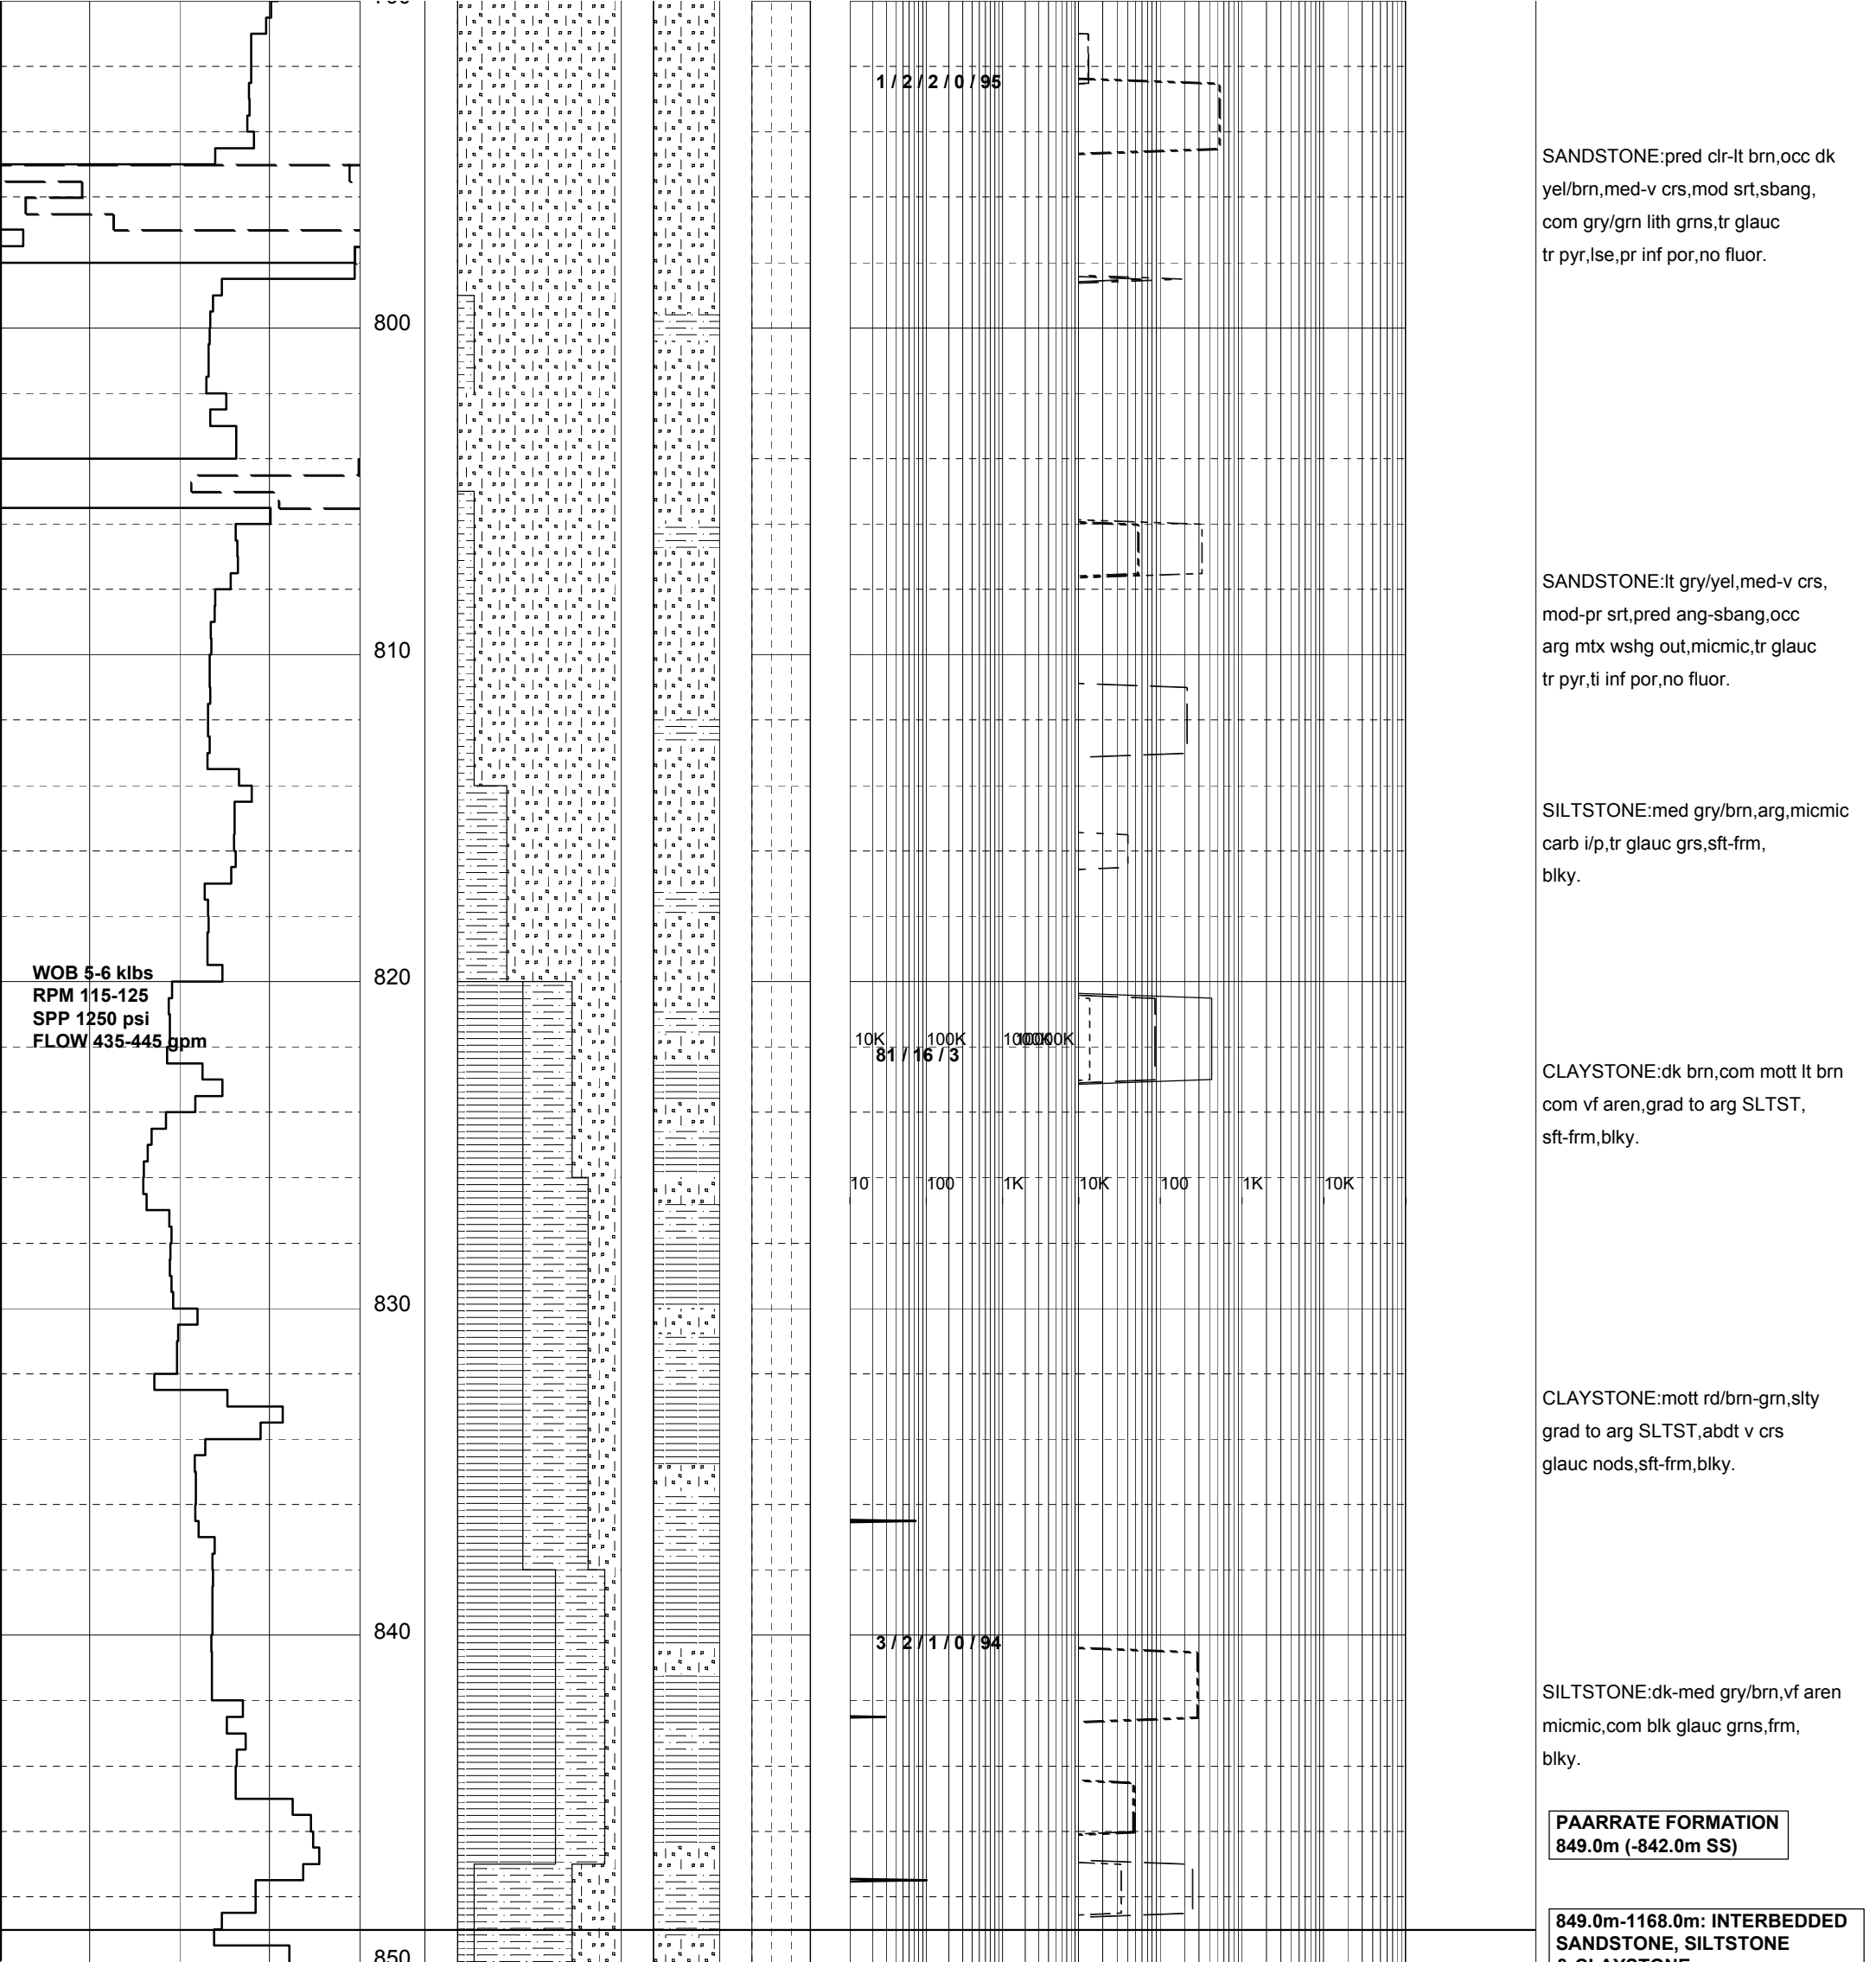 1 / 2 / 2 / 0 / 95
SANDSTONE:pred clr-lt brn,occ dk
yel/brn,med-v crs,mod srt,sbang,
com gry/grn lith grns,tr glauc
tr pyr,lse,pr inf por,no fluor.
800
SANDSTONE:lt gry/yel,med-v crs,
mod-pr srt,pred ang-sbang,occ
arg mtx wshg out,micmic,tr glauc
tr pyr,ti inf por,no fluor.
810
SILTSTONE:med gry/brn,arg,micmic
carb i/p,tr glauc grs,sft-frm,
blky.
820
WOB 5-6 klbs
RPM 115-125
SPP 1250 psi
FLOW 435-445 gpm
10K 100K
81 / 16 / 3
CLAYSTONE:dk brn,com mott lt brn
com vf aren,grad to arg SLTST,
sft-frm,blky.
10 100 1K 10K 100 1K 10K
830
CLAYSTONE:mott rd/brn-grn,slty
grad to arg SLTST,abdt v crs
glauc nods,sft-frm,blky.
840
3 / 2 / 1 / 0 / 94
SILTSTONE:dk-med gry/brn,vf aren
micmic,com blk glauc grns,frm,
blky.
PAARRATE FORMATION
849.0m (-842.0m SS)
849.0m-1168.0m: INTERBEDDED
SANDSTONE, SILTSTONE
& CLAYSTONE
850